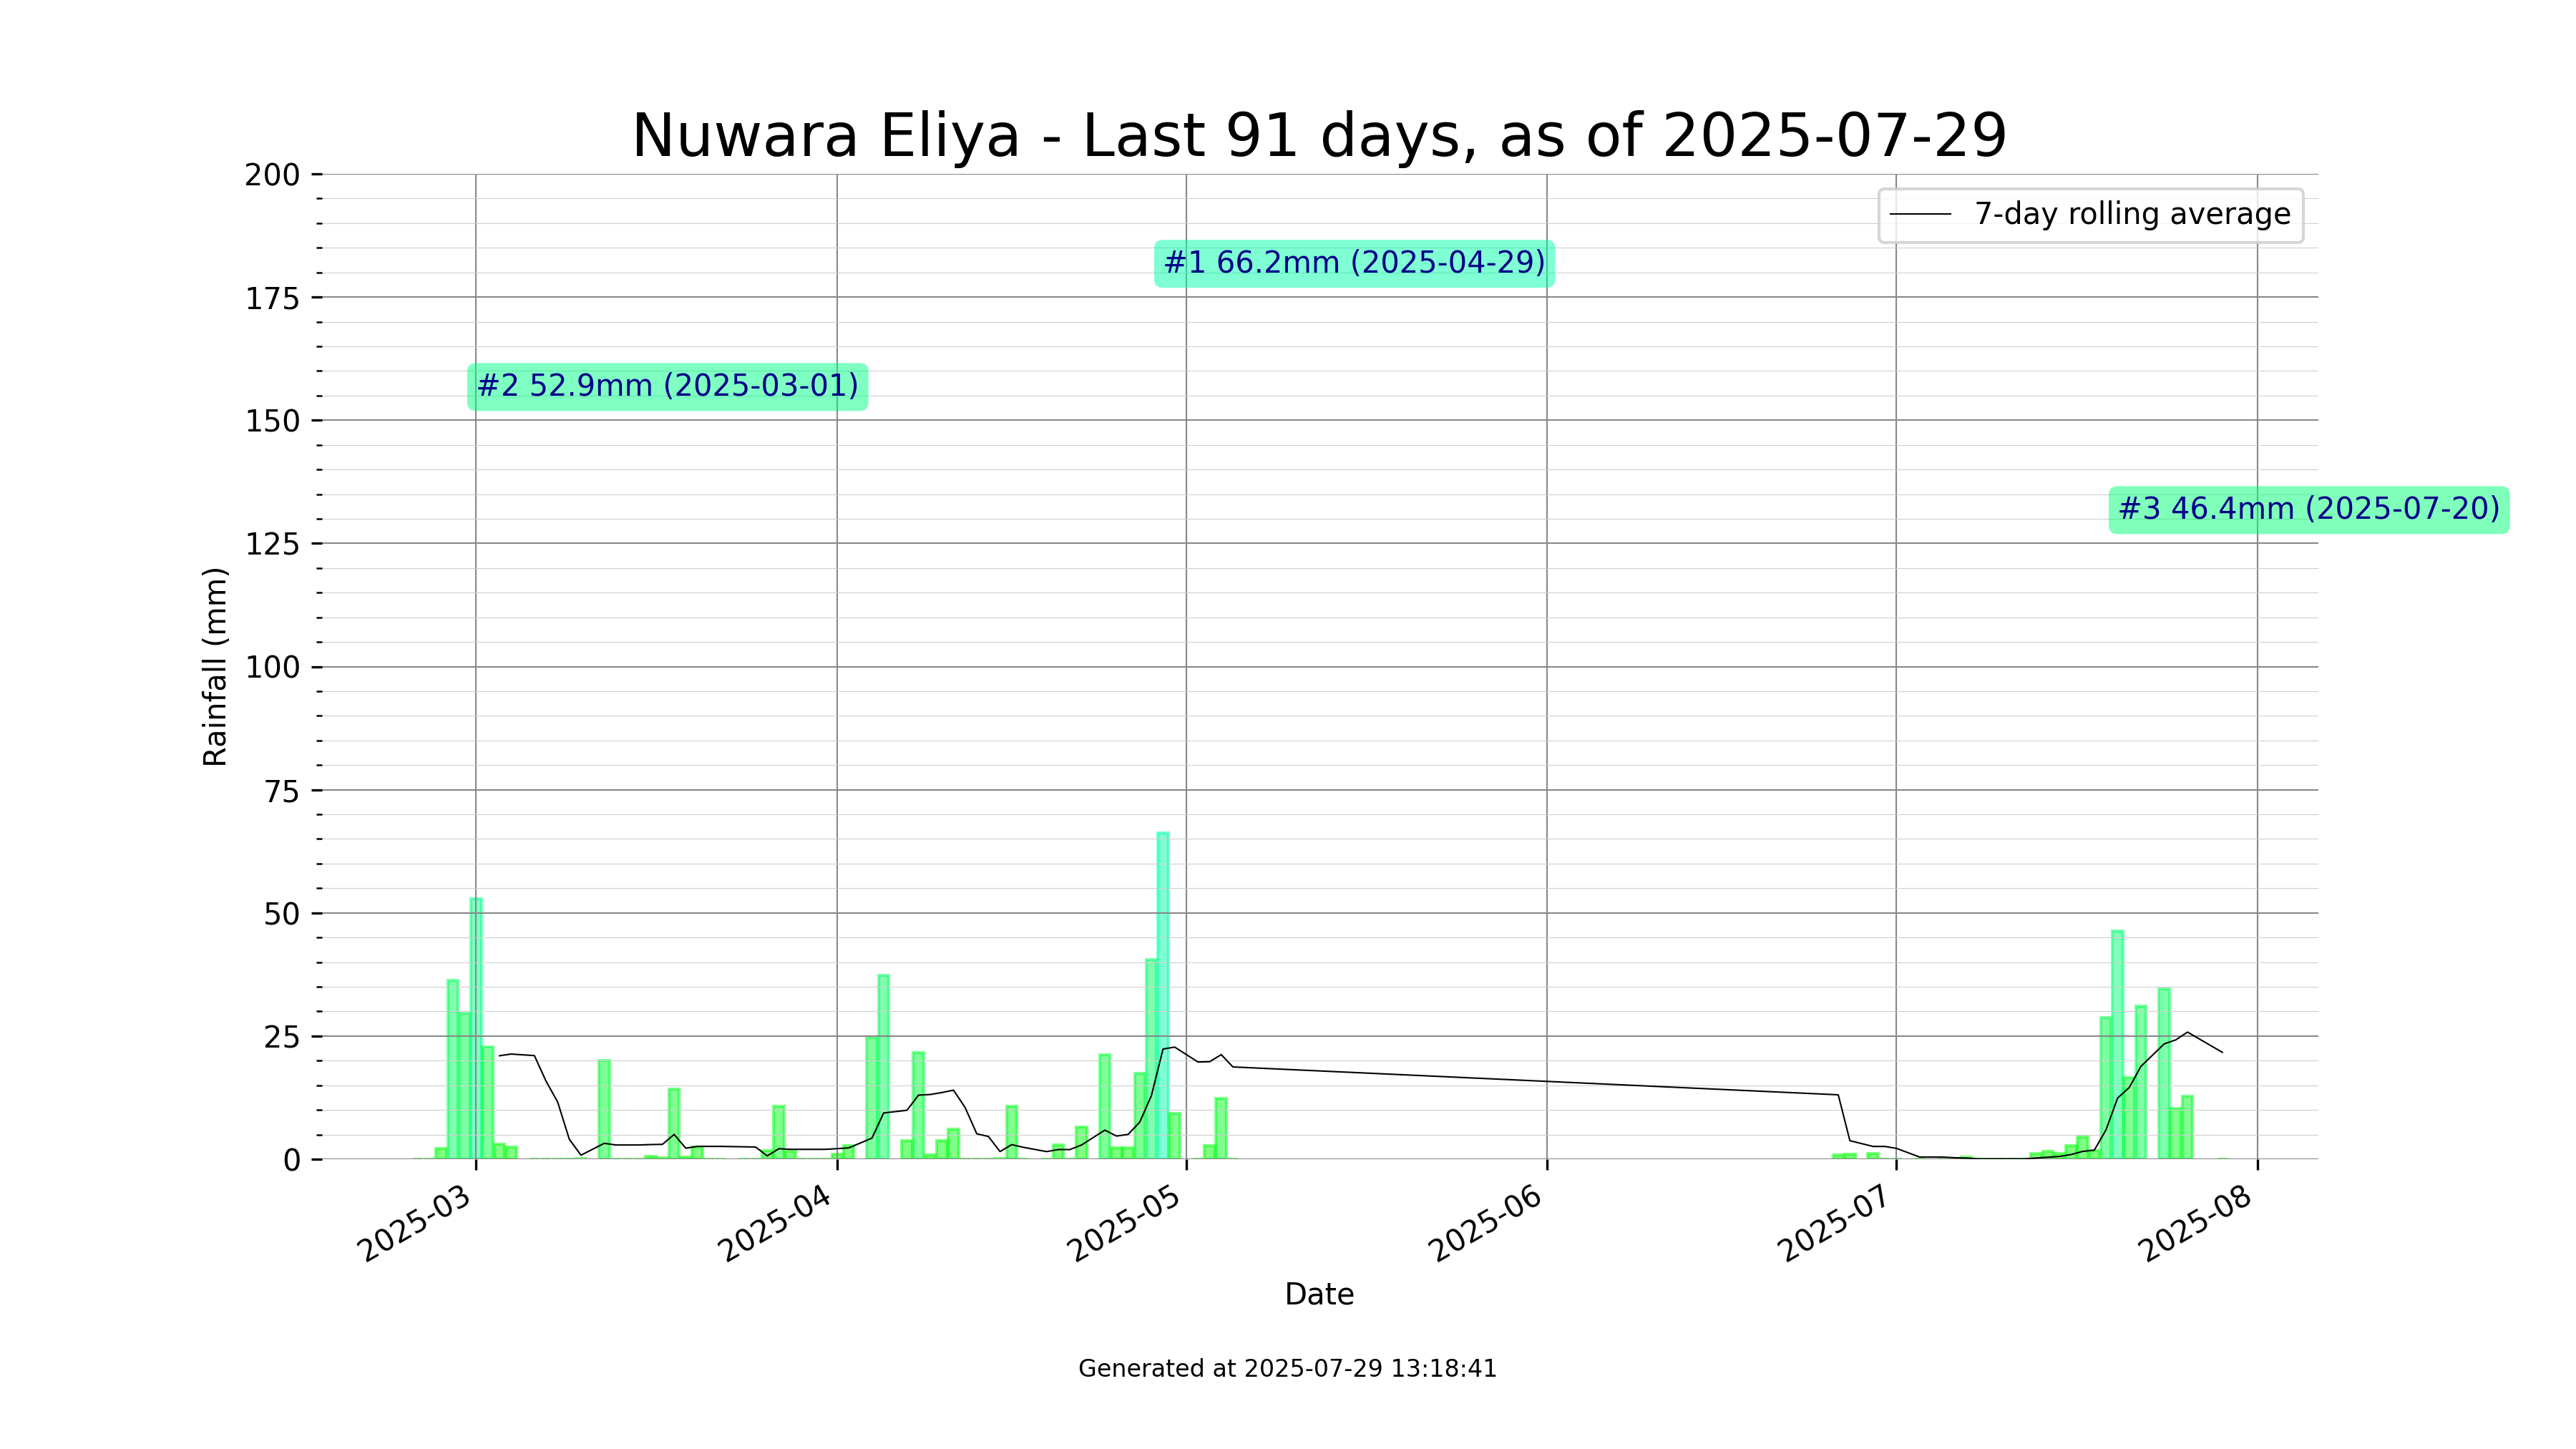 Nuwara Eliya - Last 91 days, as of 2025-07-29
7-day rolling average
#1 66.2mm (2025-04-29)
#2 52.9mm (2025-03-01)
#3 46.4mm (2025-07-20)
Rainfall (mm)
200
175
150
125
100
75
50
25
0
2025-03
2025-04
2025-05
2025-06
2025-07
2025-08
Date
Generated at 2025-07-29 13:18:41